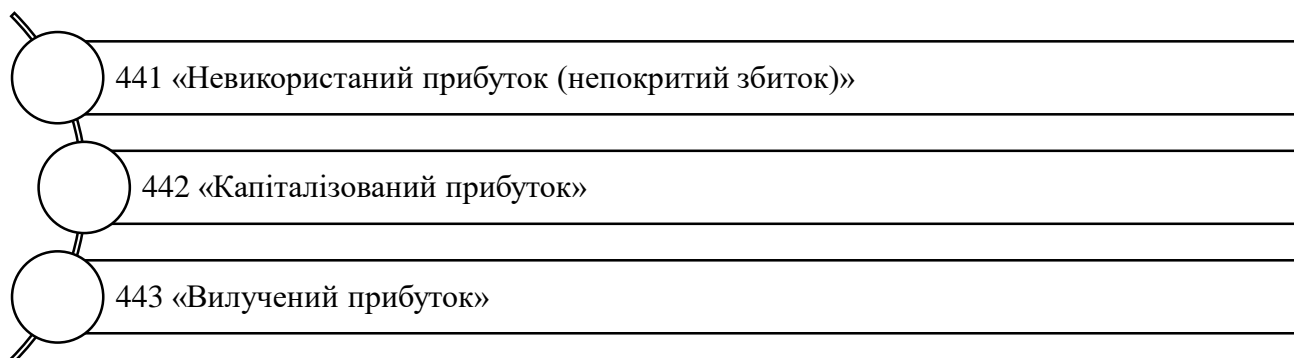 441 «Невикористаний прибуток (непокритий збиток)»
442 «Капіталізований прибуток»
443 «Вилучений прибуток»